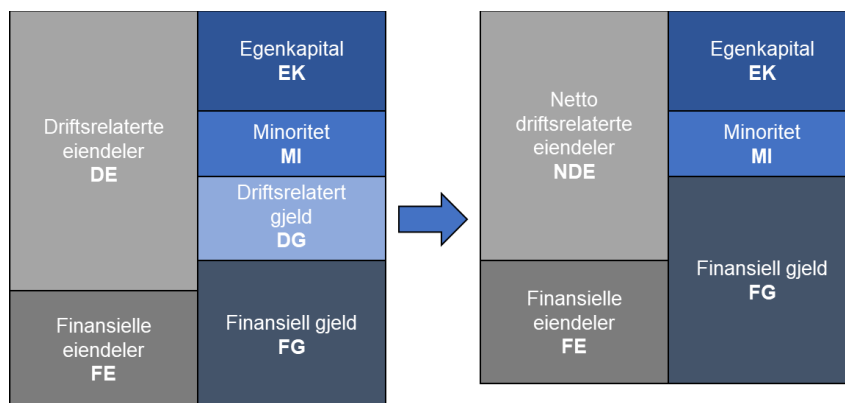 Driftsrelaterte
eiendeler
DE
Finansielle
eiendeler
FE
Egenkapital
EK
Minoritet
MI
Driftsrelatert
gjeld
DG
Finansiell gjeld
FG
Netto
driftsrelaterte
eiendeler
NDE
Finansielle
eiendeler
FE
Egenkapital
EK
Minoritet
MI
Finansiell gjeld
FG